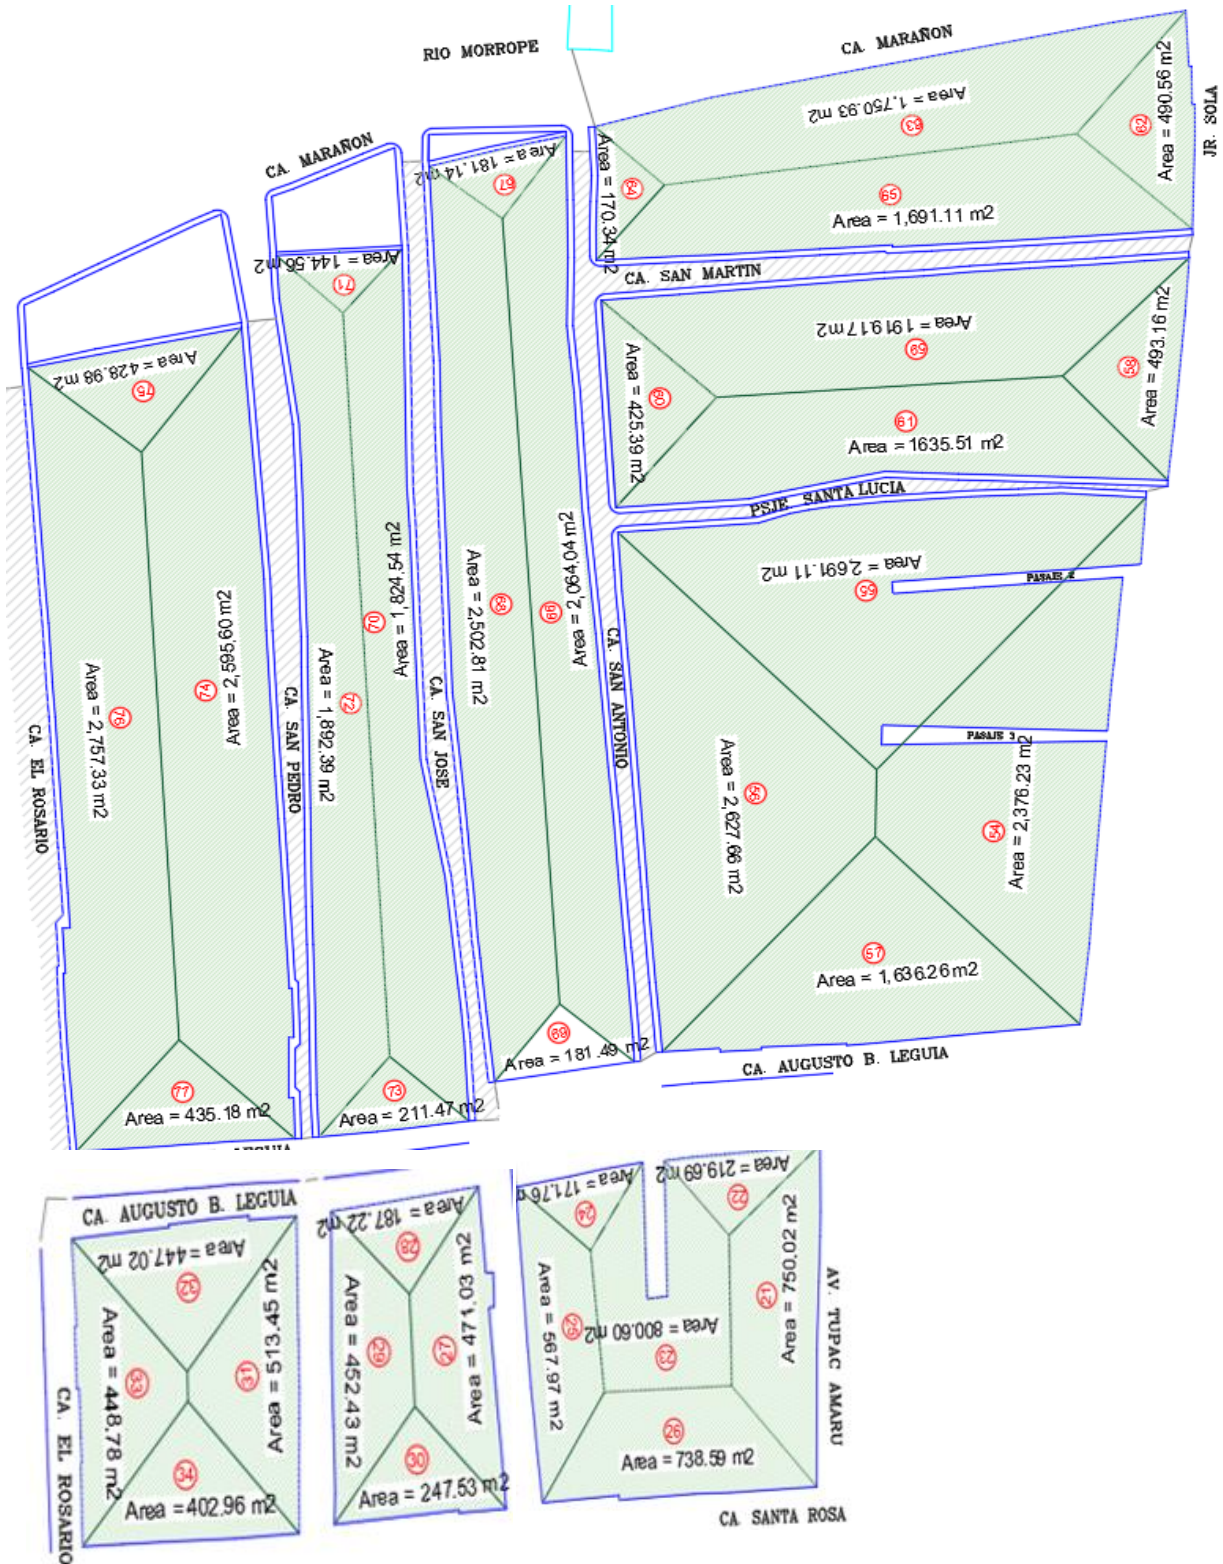 RIO MORROPE
CA. MARAÑON
Area = 1,750.93 m2
63
62
Area = 490.56 m2
JR. SOLA
64
Area = 170.34 m2
59
Area = 1,691.11 m2
CA. SAN MARTIN
Area = 1919.17 m2
59
58
Area = 493.16 m2
60
Area = 425.39 m2
61
Area = 1635.51 m2
PSJE. SANTA LUCIA
Area = 2,691.11 m2
55
PASAJE 2
PASAJE 3
56
Area = 2,627.66 m2
54
Area = 2,376.23 m2
57
Area = 1,636.26 m2
CA. AUGUSTO B. LEGUIA
CA. SAN ANTONIO
CA. MARAÑON
Area = 181.14 m2
67
68
Area = 2,502.81 m2
66
Area = 2,064.04 m2
69
Area = 181.49 m2
CA. SAN JOSE
Area = 144.56 m2
71
70
Area = 1,824.54 m2
72
Area = 1,892.39 m2
73
Area = 211.47 m2
CA. SAN PEDRO
Area = 428.98 m2
75
74
Area = 2,595.60 m2
76
Area = 2,757.33 m2
77
Area = 435.18 m2
CA. EL ROSARIO
CA. AUGUSTO B. LEGUIA
Area = 447.02 m2
32
33
Area = 448.78 m2
31
Area = 513.45 m2
34
Area = 402.96 m2
CA. EL ROSARIO
Area = 187.22 m2
28
29
Area = 452.43 m2
27
Area = 471.03 m2
30
Area = 247.53 m2
Area = 171.76
24
Area = 219.69 m2
22
25
Area = 567.97 m2
Area = 800.60 m2
23
21
Area = 750.02 m2
26
Area = 738.59 m2
AV. TUPAC AMARU
CA SANTA ROSA